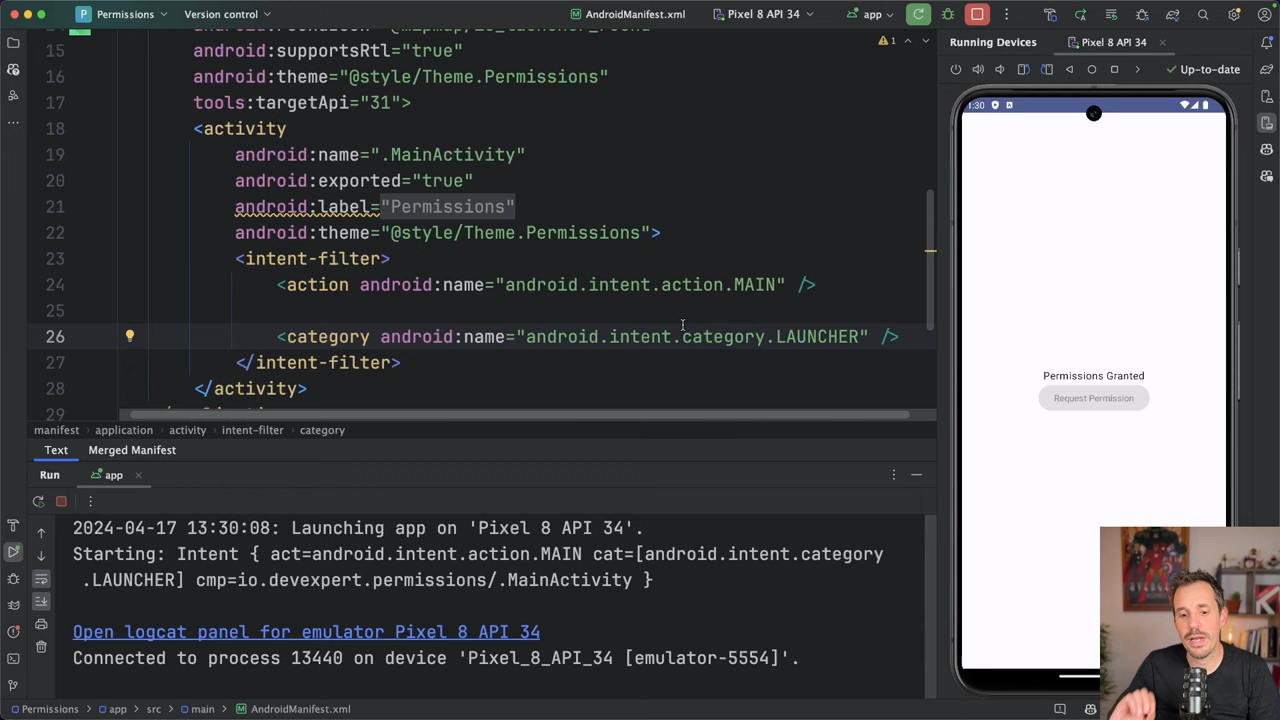 P Permissions
Version control
AndroidManifest.xml
Pixel 8 API 34
app
15 android:supportsRtl="true"
16 android:theme="@style/Theme.Permissions"
17 tools:targetApi="31">
18 <activity
19 android:name=".MainActivity"
20 android:exported="true"
21 android:label="Permissions"
22 android:theme="@style/Theme.Permissions">
23 <intent-filter>
24 <action android:name="android.intent.action.MAIN" />
25
26 <category android:name="android.intent.category.LAUNCHER" />
27 </intent-filter>
28 </activity>
29
1
manifest
application
activity
intent-filter
category
Text
Merged Manifest
Run
app
2024-04-17 13:30:08: Launching app on 'Pixel 8 API 34'.
Starting: Intent { act=android.intent.action.MAIN cat=[android.intent.category
.LAUNCHER] cmp=io.devexpert.permissions/.MainActivity }
Open logcat panel for emulator Pixel 8 API 34
Connected to process 13440 on device 'Pixel_8_API_34 [emulator-5554]'.
Permissions
app
src
main
AndroidManifest.xml
Running Devices
Pixel 8 API 34
Up-to-date
1:30
Permissions Granted
Request Permission